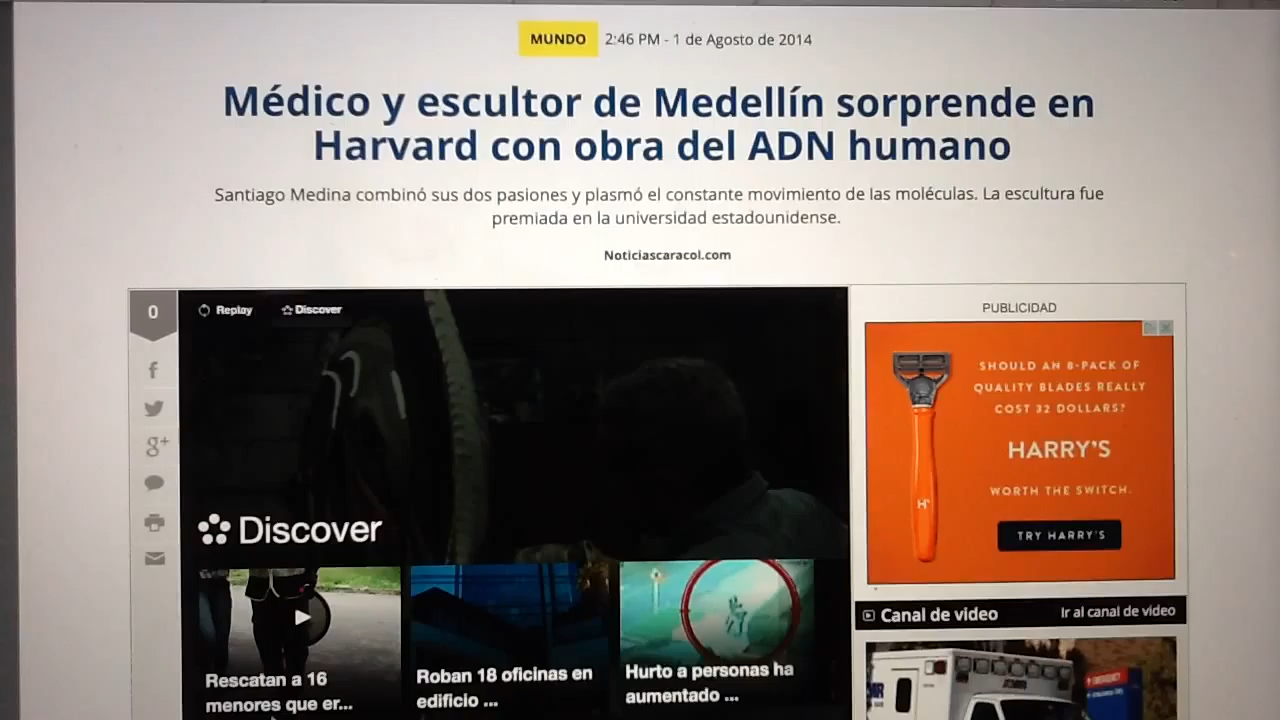 MUNDO 2:46 PM - 1 de Agosto de 2014
Médico y escultor de Medellín sorprende en
Harvard con obra del ADN humano
Santiago Medina combinó sus dos pasiones y plasmó el constante movimiento de las moléculas. La escultura fue
premiada en la universidad estadounidense.
Noticiascaracol.com
0
f
g+
Replay
Discover
Discover
Rescatan a 16
menores que er...
Roban 18 oficinas en
edificio ...
Hurto a personas ha
aumentado ...
PUBLICIDAD
SHOULD AN 8-PACK OF
QUALITY BLADES REALLY
COST 32 DOLLARS?
HARRY'S
WORTH THE SWITCH.
TRY HARRY'S
H'
Canal de video
Ir al canal de video
EMERGENCY